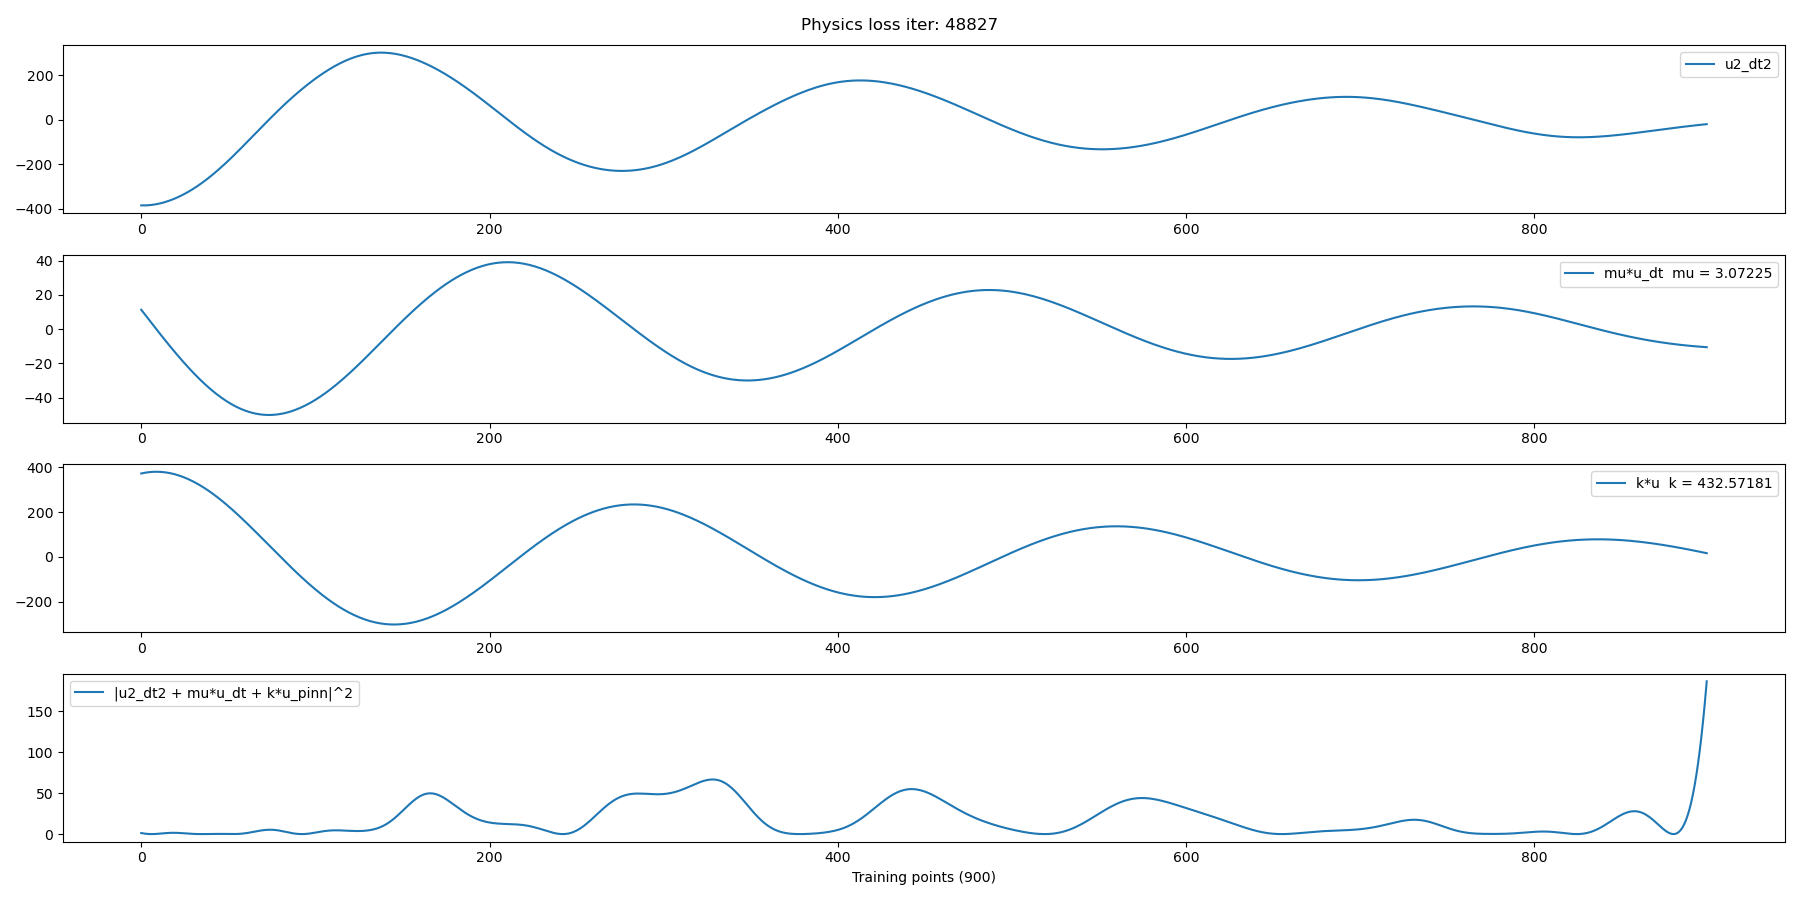 Physics loss iter: 48827
200
0
−200
−400
u2_dt2
0 200 400 600 800
40
20
0
−20
−40
mu*u_dt  mu = 3.07225
0 200 400 600 800
400
200
0
−200
k*u  k = 432.57181
0 200 400 600 800
150
100
50
0
|u2_dt2 + mu*u_dt + k*u_pinn|^2
0 200 400 600 800
Training points (900)